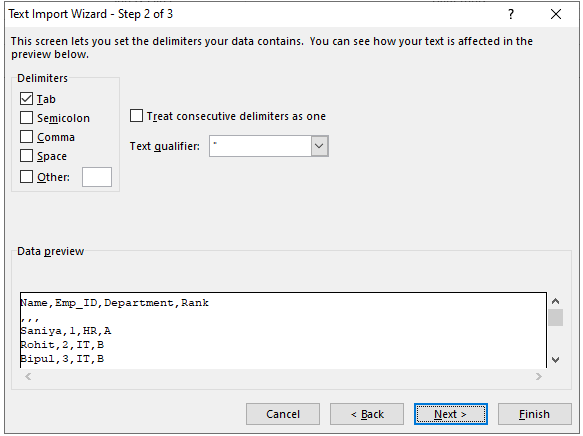 Text Import Wizard - Step 2 of 3
? ×
This screen lets you set the delimiters your data contains.  You can see how your text is affected in the
preview below.
Delimiters
Tab
Semicolon
Comma
Space
Other:
Treat consecutive delimiters as one
Text qualifier: "
Data preview
Name,Emp_ID,Department,Rank
,,,
Saniya,1,HR,A
Rohit,2,IT,B
Bipul,3,IT,B
Cancel < Back Next > Finish